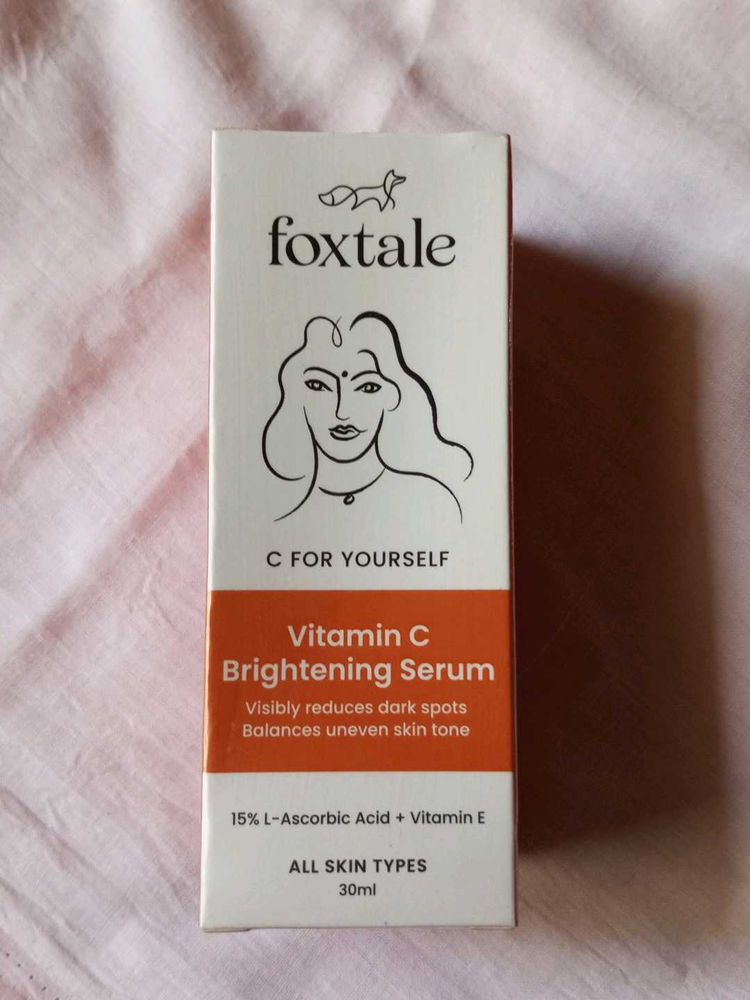 foxtale
C FOR YOURSELF
Vitamin C
Brightening Serum
Visibly reduces dark spots
Balances uneven skin tone
15% L-Ascorbic Acid + Vitamin E
ALL SKIN TYPES
30ml